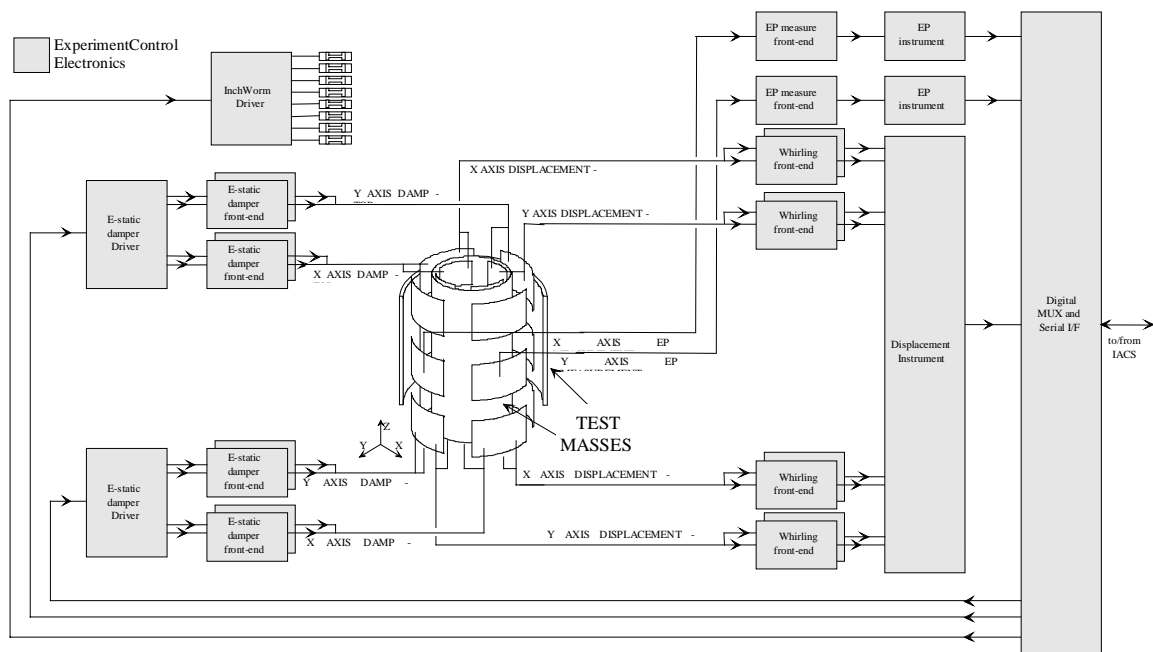 ExperimentControl
Electronics
InchWorm
Driver
EP measure
front-end
EP
instrument
EP measure
front-end
EP
instrument
X AXIS DISPLACEMENT -
Whirling
front-end
Y AXIS DAMP -
E-static
damper
front-end
Y AXIS DISPLACEMENT -
Whirling
front-end
E-static
damper
Driver
E-static
damper
front-end
X AXIS DAMP -
Digital
MUX and
Serial I/F
to/from
IACS
Displacement
Instrument
X AXIS EP
Y AXIS EP
MEASUREMENT
TEST
MASSES
Z
Y X
E-static
damper
front-end
Y AXIS DAMP -
X AXIS DISPLACEMENT -
Whirling
front-end
E-static
damper
Driver
E-static
damper
front-end
X AXIS DAMP -
Y AXIS DISPLACEMENT -
Whirling
front-end